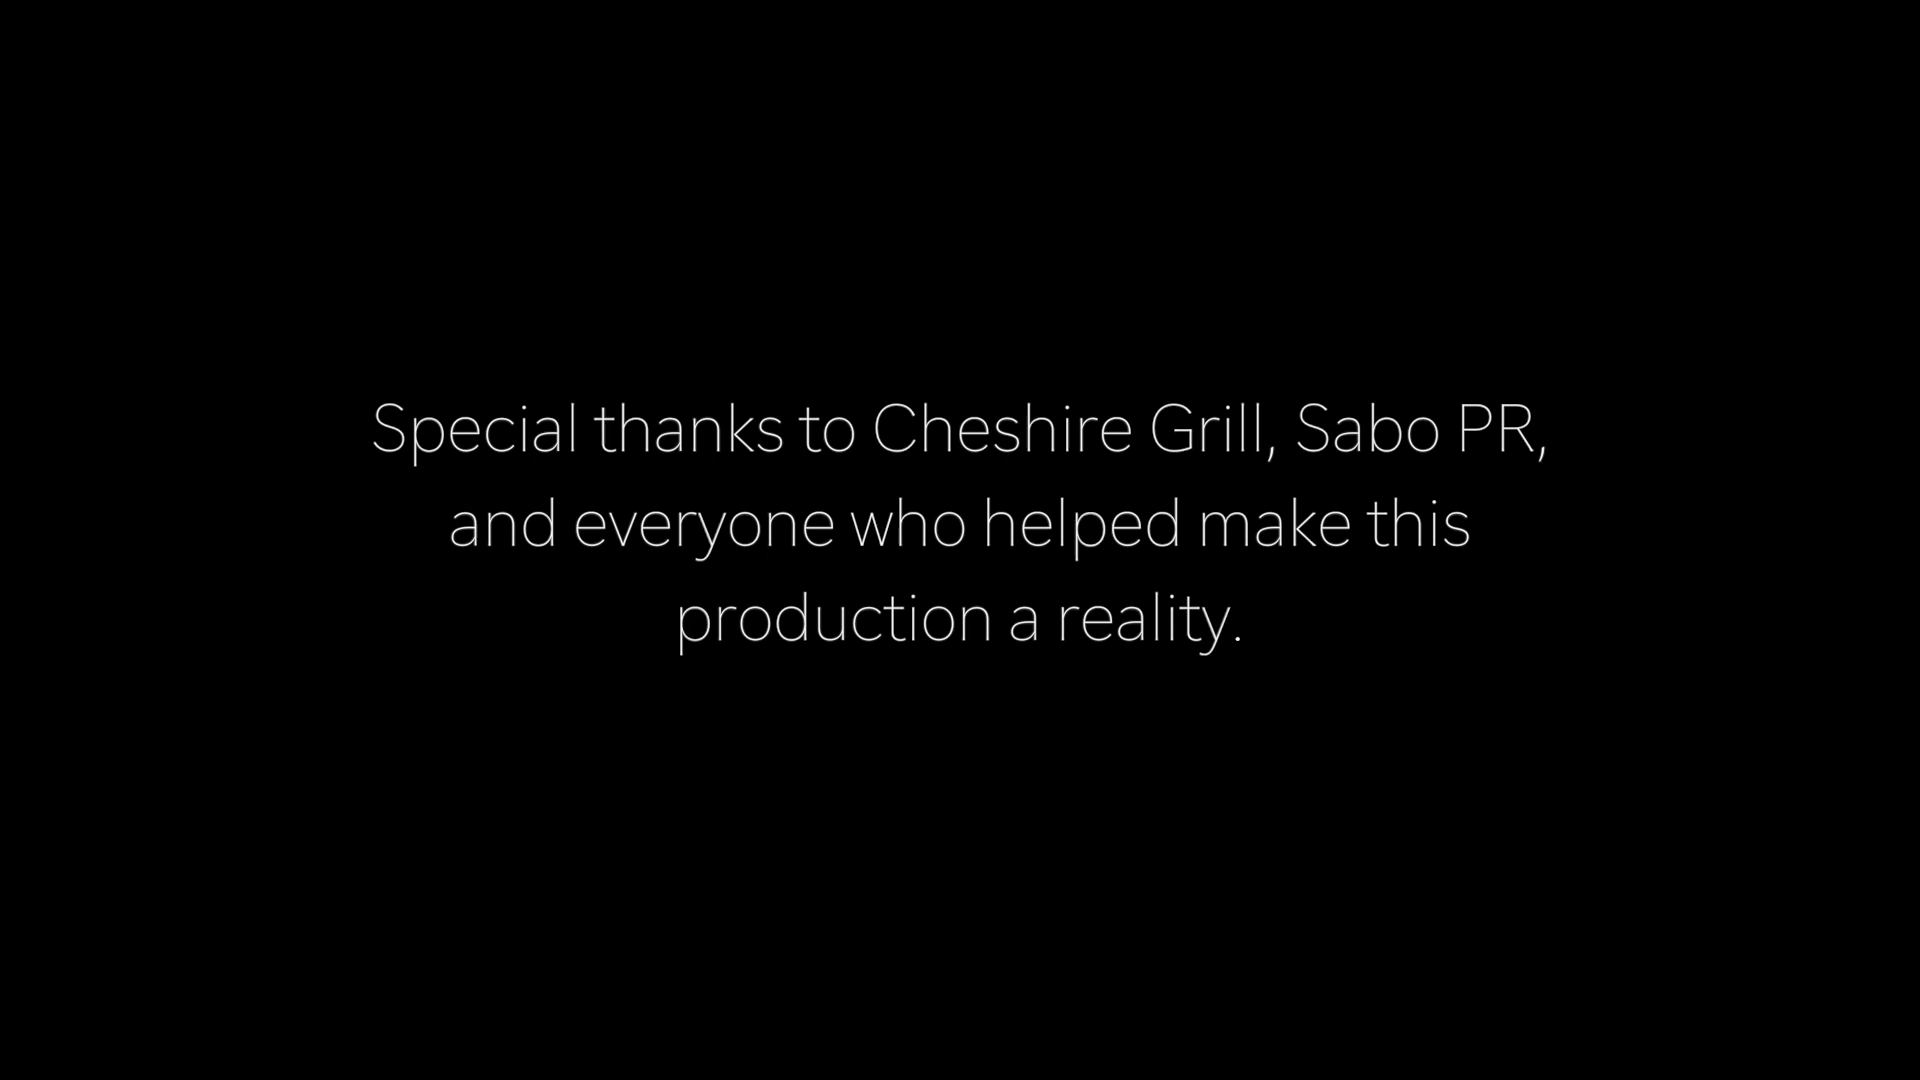 Special thanks to Cheshire Grill, Sabo PR,
and everyone who helped make this
production a reality.